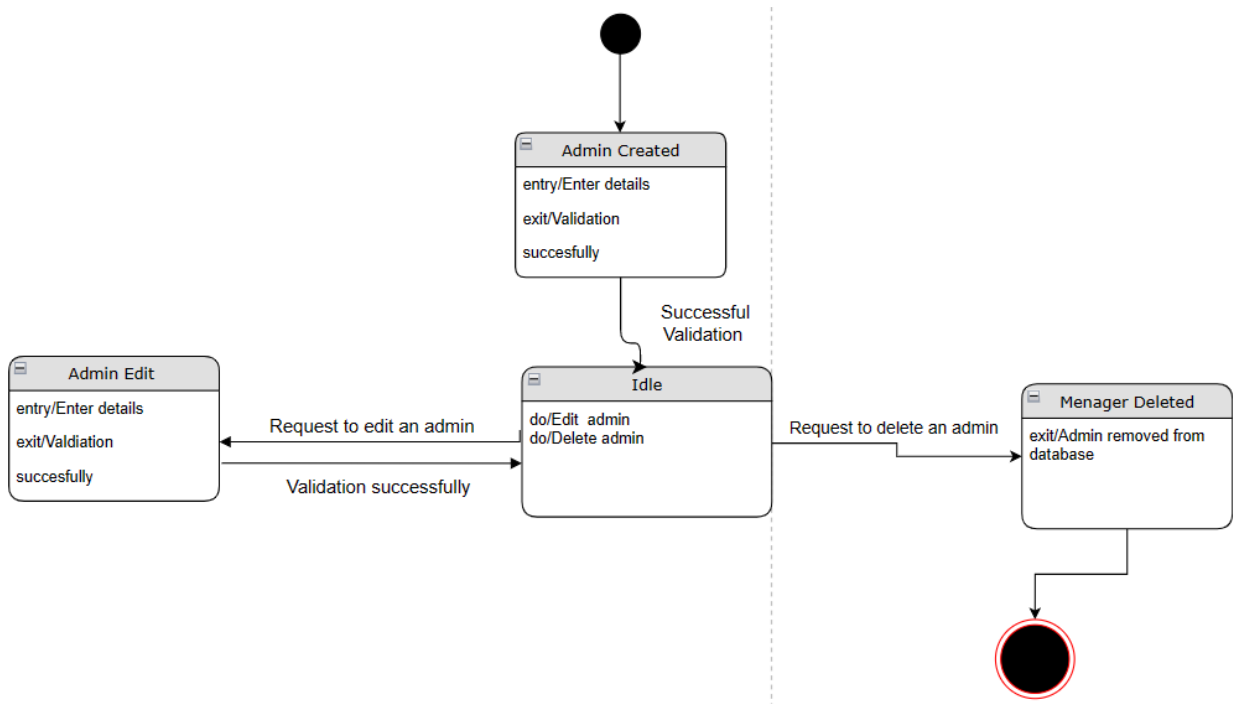 Admin Created
entry/Enter details
exit/Validation
succesfully
Successful
Validation
Admin Edit
entry/Enter details
exit/Valdiation
succesfully
Request to edit an admin
Validation successfully
Idle
do/Edit admin
do/Delete admin
Request to delete an admin
Menager Deleted
exit/Admin removed from
database